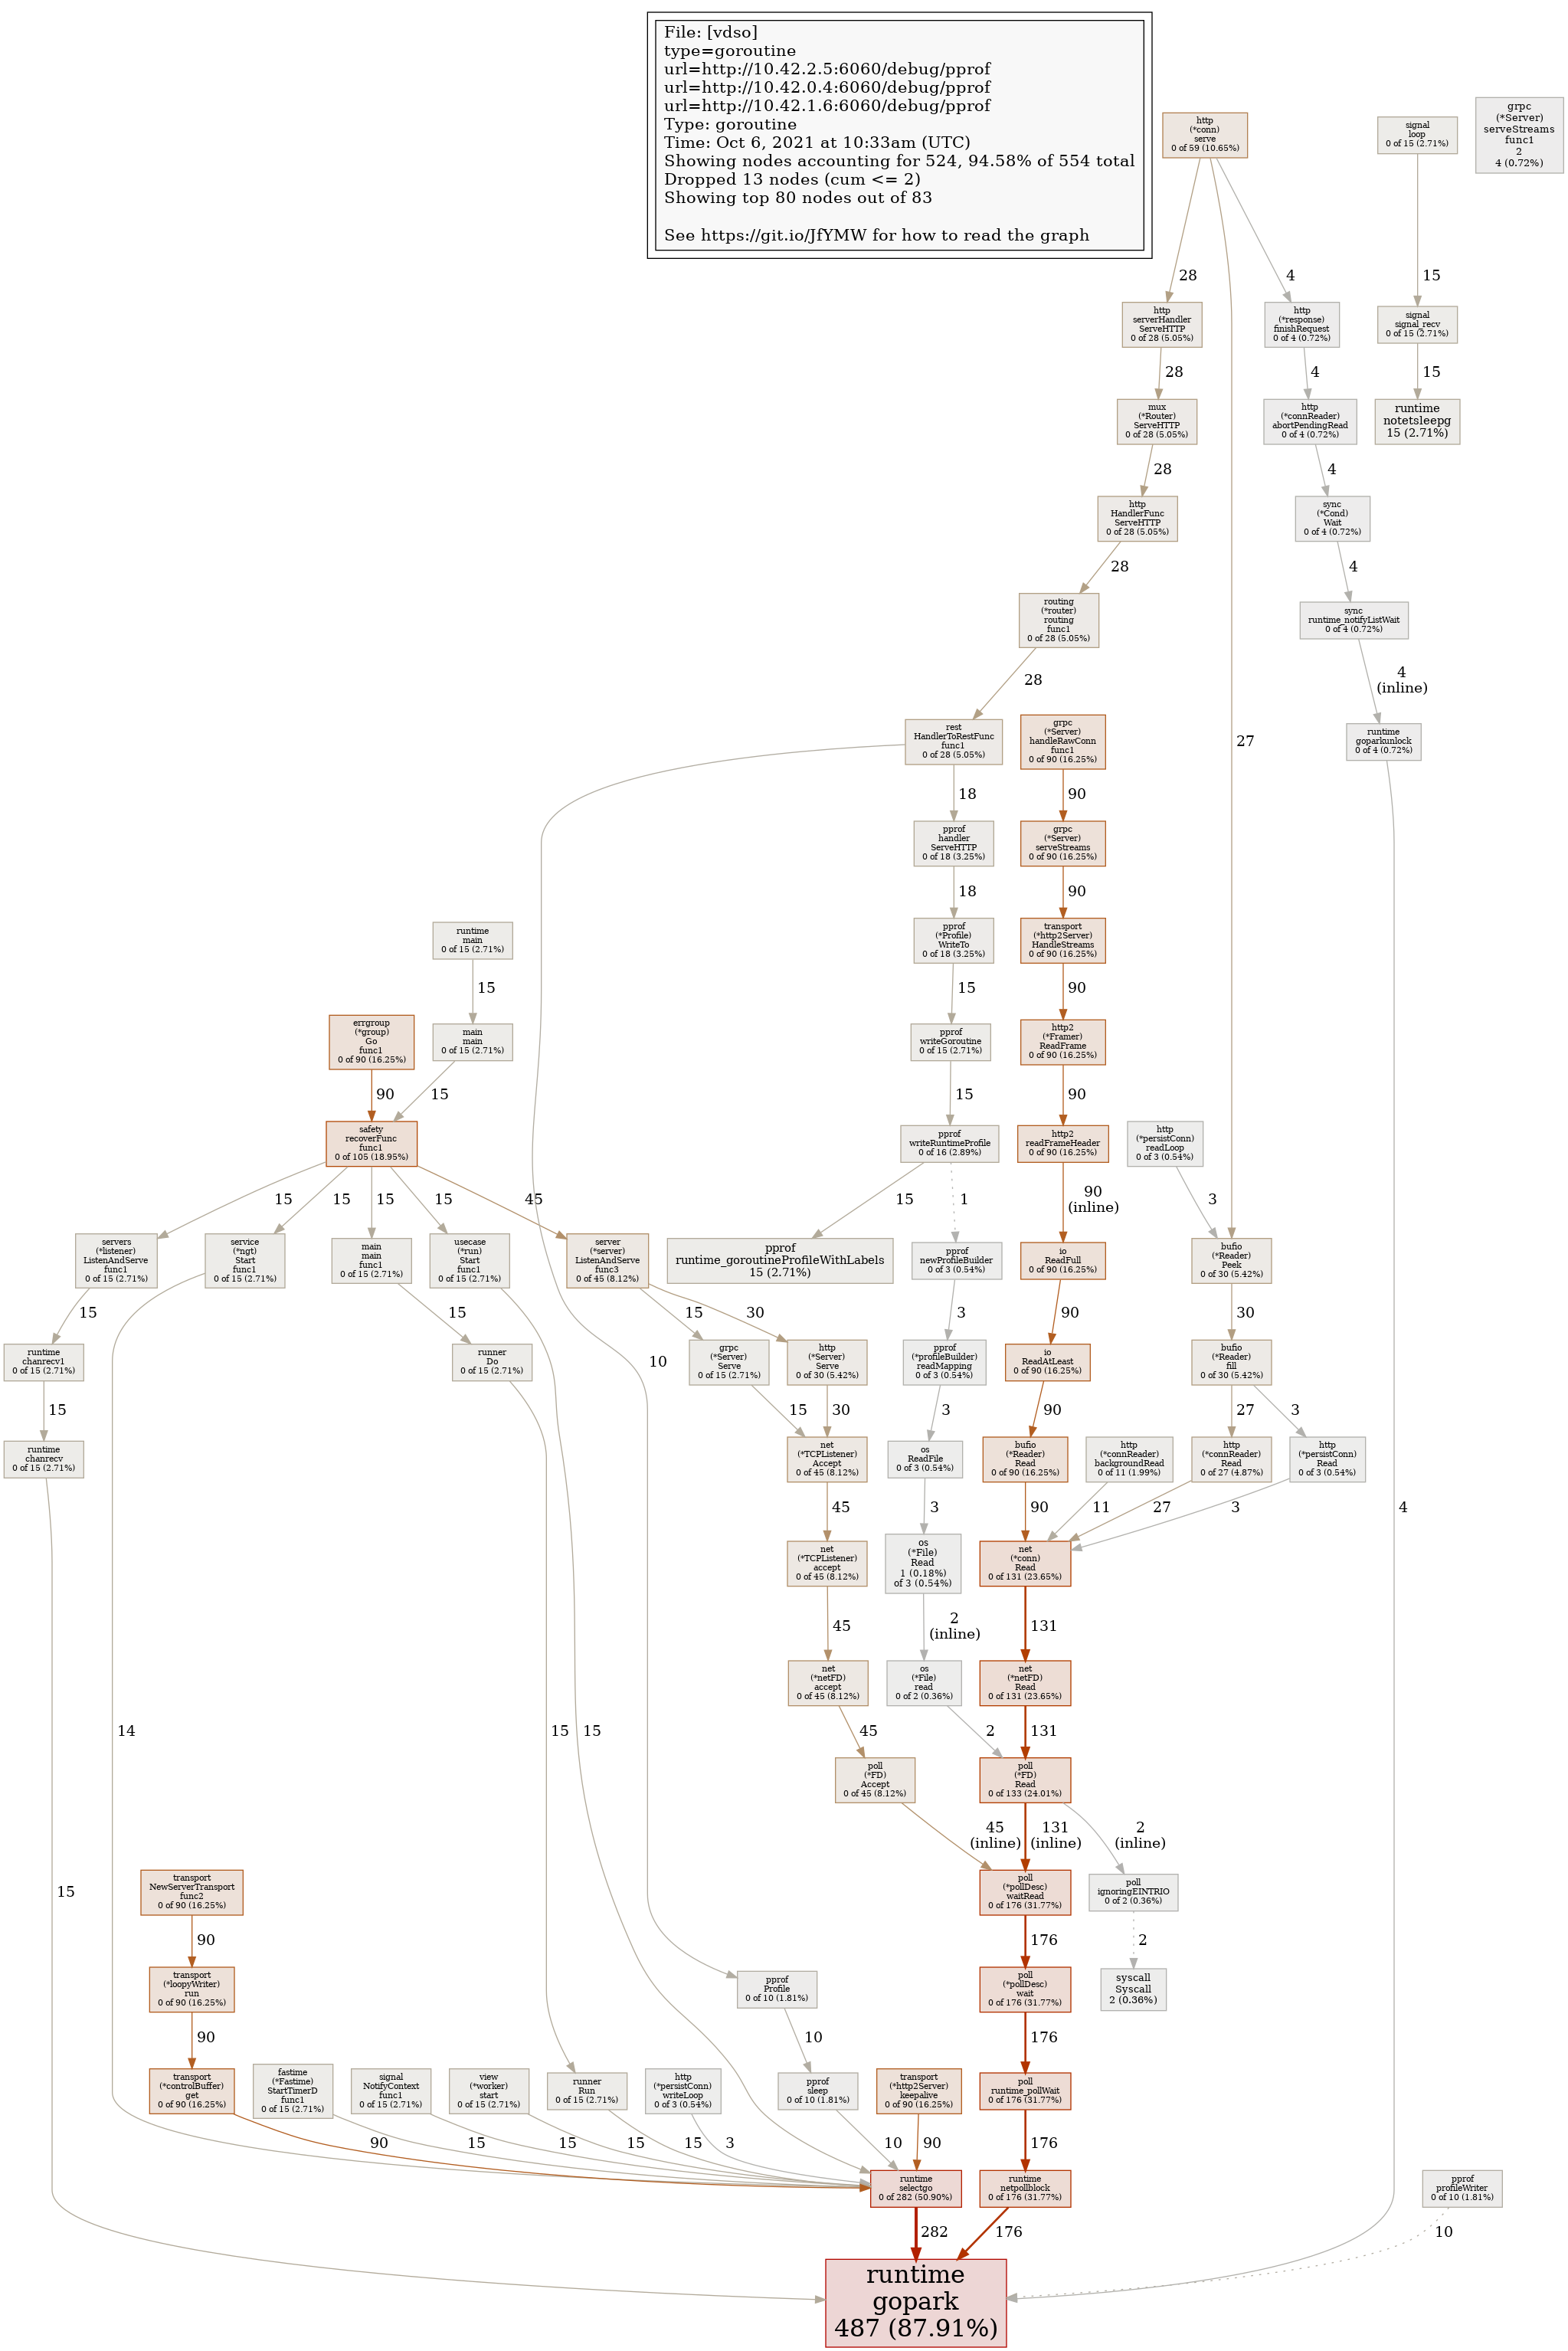 File: [vdso]
type=goroutine
url=http://10.42.2.5:6060/debug/pprof
url=http://10.42.0.4:6060/debug/pprof
url=http://10.42.1.6:6060/debug/pprof
Type: goroutine
Time: Oct 6, 2021 at 10:33am (UTC)
Showing nodes accounting for 524, 94.58% of 554 total
Dropped 13 nodes (cum <= 2)
Showing top 80 nodes out of 83
See https://git.io/JfYMW for how to read the graph
http
(*conn)
serve
0 of 59 (10.65%)
signal
loop
0 of 15 (2.71%)
grpc
(*Server)
serveStreams
func1
2
4 (0.72%)
28
4
15
http
serverHandler
ServeHTTP
0 of 28 (5.05%)
http
(*response)
finishRequest
0 of 4 (0.72%)
signal
signal_recv
0 of 15 (2.71%)
28
4
15
mux
(*Router)
ServeHTTP
0 of 28 (5.05%)
http
(*connReader)
abortPendingRead
0 of 4 (0.72%)
runtime
notetsleepg
15 (2.71%)
28
4
http
HandlerFunc
ServeHTTP
0 of 28 (5.05%)
sync
(*Cond)
Wait
0 of 4 (0.72%)
28
4
routing
(*router)
routing
func1
0 of 28 (5.05%)
sync
runtime_notifyListWait
0 of 4 (0.72%)
28
4
(inline)
rest
HandlerToRestFunc
func1
0 of 28 (5.05%)
grpc
(*Server)
handleRawConn
func1
0 of 90 (16.25%)
27
runtime
goparkunlock
0 of 4 (0.72%)
18
90
pprof
handler
ServeHTTP
0 of 18 (3.25%)
grpc
(*Server)
serveStreams
0 of 90 (16.25%)
18
90
runtime
main
0 of 15 (2.71%)
pprof
(*Profile)
WriteTo
0 of 18 (3.25%)
transport
(*http2Server)
HandleStreams
0 of 90 (16.25%)
15
15
90
errgroup
(*group)
Go
func1
0 of 90 (16.25%)
main
main
0 of 15 (2.71%)
pprof
writeGoroutine
0 of 15 (2.71%)
http2
(*Framer)
ReadFrame
0 of 90 (16.25%)
90
15
15
90
safety
recoverFunc
func1
0 of 105 (18.95%)
pprof
writeRuntimeProfile
0 of 16 (2.89%)
http2
readFrameHeader
0 of 90 (16.25%)
http
(*persistConn)
readLoop
0 of 3 (0.54%)
15
15
15
15
45
15
1
90
(inline)
3
servers
(*listener)
ListenAndServe
func1
0 of 15 (2.71%)
service
(*ngt)
Start
func1
0 of 15 (2.71%)
main
main
func1
0 of 15 (2.71%)
usecase
(*run)
Start
func1
0 of 15 (2.71%)
server
(*server)
ListenAndServe
func3
0 of 45 (8.12%)
pprof
runtime_goroutineProfileWithLabels
15 (2.71%)
pprof
newProfileBuilder
0 of 3 (0.54%)
io
ReadFull
0 of 90 (16.25%)
bufio
(*Reader)
Peek
0 of 30 (5.42%)
15
15
15
30
3
90
30
runtime
chanrecv1
0 of 15 (2.71%)
runner
Do
0 of 15 (2.71%)
10
grpc
(*Server)
Serve
0 of 15 (2.71%)
http
(*Server)
Serve
0 of 30 (5.42%)
pprof
(*profileBuilder)
readMapping
0 of 3 (0.54%)
io
ReadAtLeast
0 of 90 (16.25%)
bufio
(*Reader)
fill
0 of 30 (5.42%)
15
15
30
3
90
27
3
runtime
chanrecv
0 of 15 (2.71%)
net
(*TCPListener)
Accept
0 of 45 (8.12%)
os
ReadFile
0 of 3 (0.54%)
bufio
(*Reader)
Read
0 of 90 (16.25%)
http
(*connReader)
backgroundRead
0 of 11 (1.99%)
http
(*connReader)
Read
0 of 27 (4.87%)
http
(*persistConn)
Read
0 of 3 (0.54%)
45
3
90
11
27
3
4
net
(*TCPListener)
accept
0 of 45 (8.12%)
os
(*File)
Read
1 (0.18%)
of 3 (0.54%)
net
(*conn)
Read
0 of 131 (23.65%)
45
2
(inline)
131
net
(*netFD)
accept
0 of 45 (8.12%)
os
(*File)
read
0 of 2 (0.36%)
net
(*netFD)
Read
0 of 131 (23.65%)
14
15
15
45
2
131
poll
(*FD)
Accept
0 of 45 (8.12%)
poll
(*FD)
Read
0 of 133 (24.01%)
45
(inline)
131
(inline)
2
(inline)
15
transport
NewServerTransport
func2
0 of 90 (16.25%)
poll
(*pollDesc)
waitRead
0 of 176 (31.77%)
poll
ignoringEINTRIO
0 of 2 (0.36%)
90
176
2
transport
(*loopyWriter)
run
0 of 90 (16.25%)
pprof
Profile
0 of 10 (1.81%)
poll
(*pollDesc)
wait
0 of 176 (31.77%)
syscall
Syscall
2 (0.36%)
90
10
176
transport
(*controlBuffer)
get
0 of 90 (16.25%)
fastime
(*Fastime)
StartTimerD
func1
0 of 15 (2.71%)
signal
NotifyContext
func1
0 of 15 (2.71%)
view
(*worker)
start
0 of 15 (2.71%)
runner
Run
0 of 15 (2.71%)
http
(*persistConn)
writeLoop
0 of 3 (0.54%)
pprof
sleep
0 of 10 (1.81%)
transport
(*http2Server)
keepalive
0 of 90 (16.25%)
poll
runtime_pollWait
0 of 176 (31.77%)
90
15
15
15
15
3
10
90
176
runtime
selectgo
0 of 282 (50.90%)
runtime
netpollblock
0 of 176 (31.77%)
pprof
profileWriter
0 of 10 (1.81%)
282
176
10
runtime
gopark
487 (87.91%)